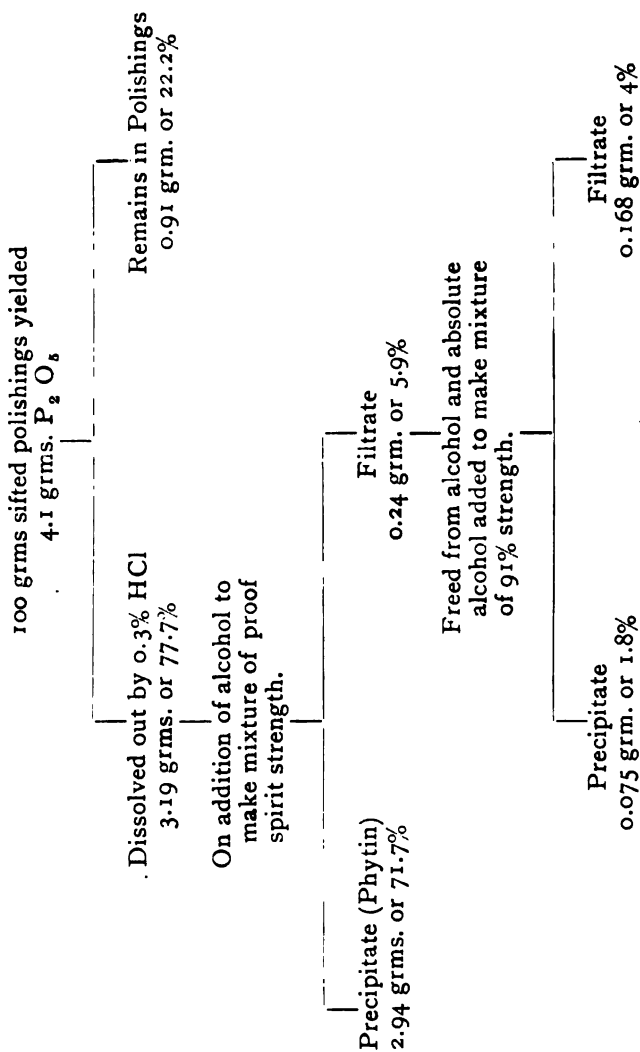 100 grms sifted polishings yielded
4.1 grms. P₂ O₅
Dissolved out by 0.3% HCl
3.19 grms. or 77.7%
Remains in Polishings
0.91 grm. or 22.2%
On addition of alcohol to
make mixture of proof
spirit strength.
Precipitate (Phytin)
2.94 grms. or 71.7%
Filtrate
0.24 grm. or 5.9%
Freed from alcohol and absolute
alcohol added to make mixture
of 91% strength.
Precipitate
0.075 grm. or 1.8%
Filtrate
0.168 grm. or 4%